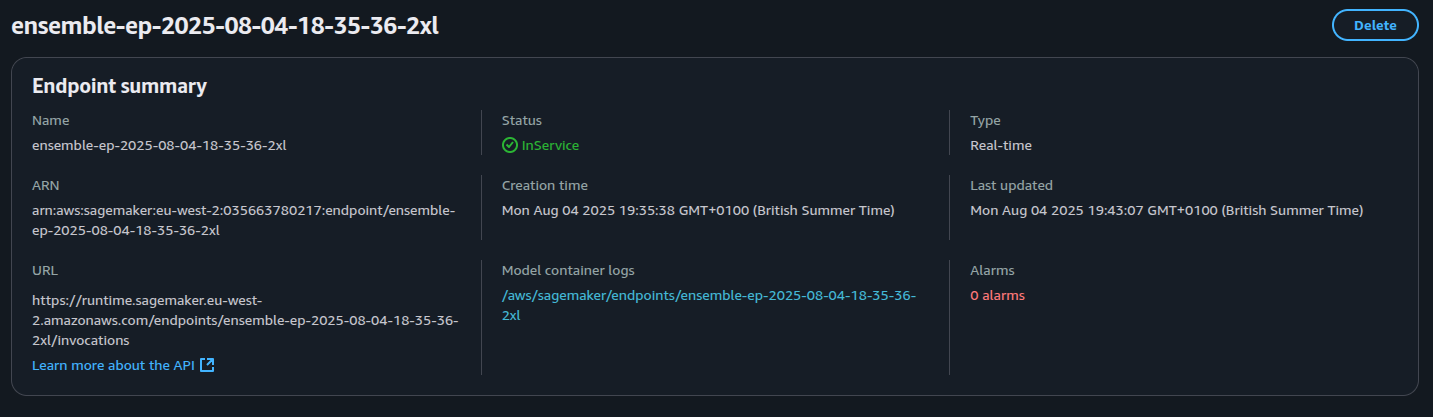 ensemble-ep-2025-08-04-18-35-36-2xl
Delete
Endpoint summary
Name
ensemble-ep-2025-08-04-18-35-36-2xl
Status
InService
Type
Real-time
ARN
arn:aws:sagemaker:eu-west-2:035663780217:endpoint/ensemble-
ep-2025-08-04-18-35-36-2xl
Creation time
Mon Aug 04 2025 19:35:38 GMT+0100 (British Summer Time)
Last updated
Mon Aug 04 2025 19:43:07 GMT+0100 (British Summer Time)
URL
https://runtime.sagemaker.eu-west-
2.amazonaws.com/endpoints/ensemble-ep-2025-08-04-18-35-36-
2xl/invocations
Learn more about the API
Model container logs
/aws/sagemaker/endpoints/ensemble-ep-2025-08-04-18-35-36-
2xl
Alarms
0 alarms